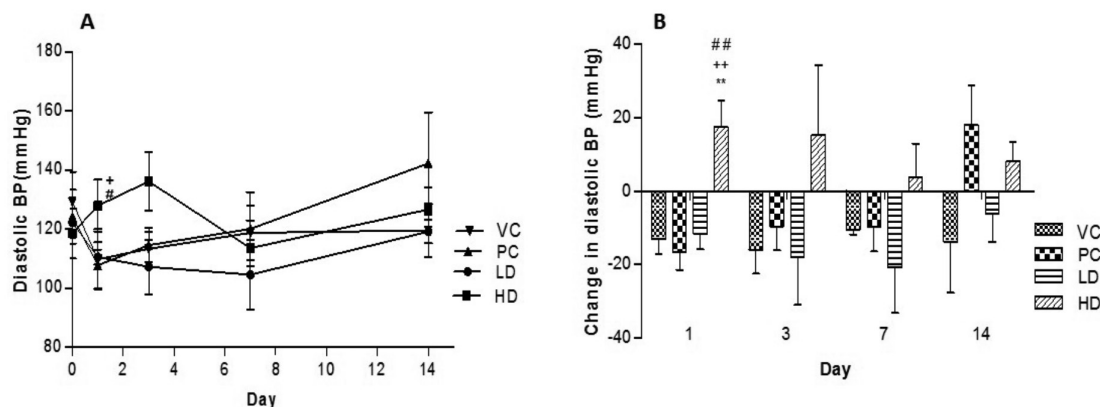 A
Diastolic BP(mmHg)
180
160
140
120
100
80
+
#
0
2
4
6
8
10
12
14
Day
VC
PC
LD
HD
B
Change in diastolic BP (mmHg)
40
20
0
-20
-40
##
++
**
1
3
7
14
Day
VC
PC
LD
HD